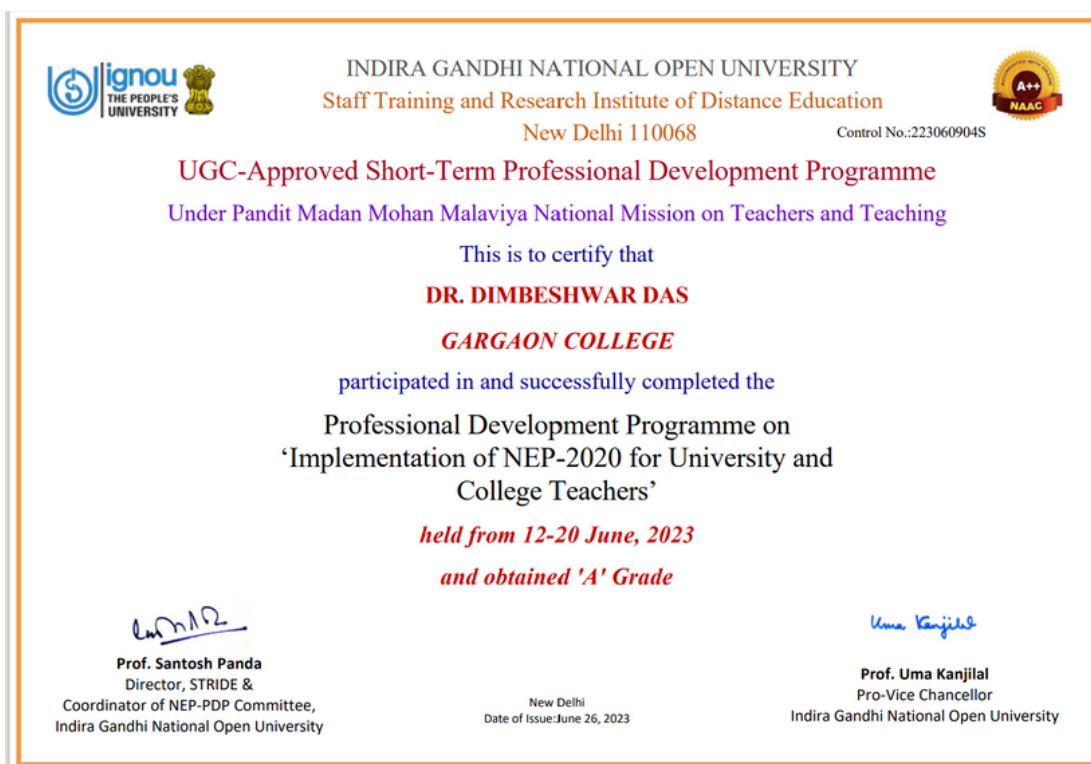 ignou
THE PEOPLE'S
UNIVERSITY
INDIRA GANDHI NATIONAL OPEN UNIVERSITY
Staff Training and Research Institute of Distance Education
New Delhi 110068
A++
NAAC
Control No.:223060904S
UGC-Approved Short-Term Professional Development Programme
Under Pandit Madan Mohan Malaviya National Mission on Teachers and Teaching
This is to certify that
DR. DIMBESHWAR DAS
GARGAON COLLEGE
participated in and successfully completed the
Professional Development Programme on
‘Implementation of NEP-2020 for University and
College Teachers’
held from 12-20 June, 2023
and obtained 'A' Grade
Prof. Santosh Panda
Director, STRIDE &
Coordinator of NEP-PDP Committee,
Indira Gandhi National Open University
New Delhi
Date of Issue:June 26, 2023
Uma Kanjilal
Prof. Uma Kanjilal
Pro-Vice Chancellor
Indira Gandhi National Open University